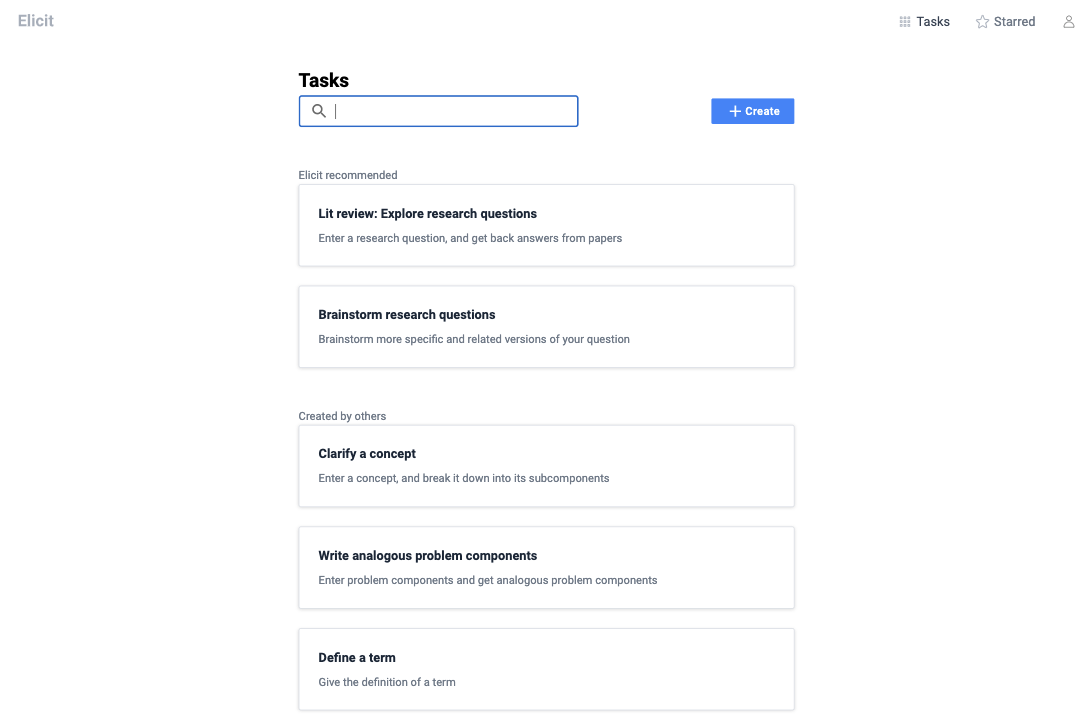 Elicit
Tasks
Starred
Tasks
Create
Elicit recommended
Lit review: Explore research questions
Enter a research question, and get back answers from papers
Brainstorm research questions
Brainstorm more specific and related versions of your question
Created by others
Clarify a concept
Enter a concept, and break it down into its subcomponents
Write analogous problem components
Enter problem components and get analogous problem components
Define a term
Give the definition of a term